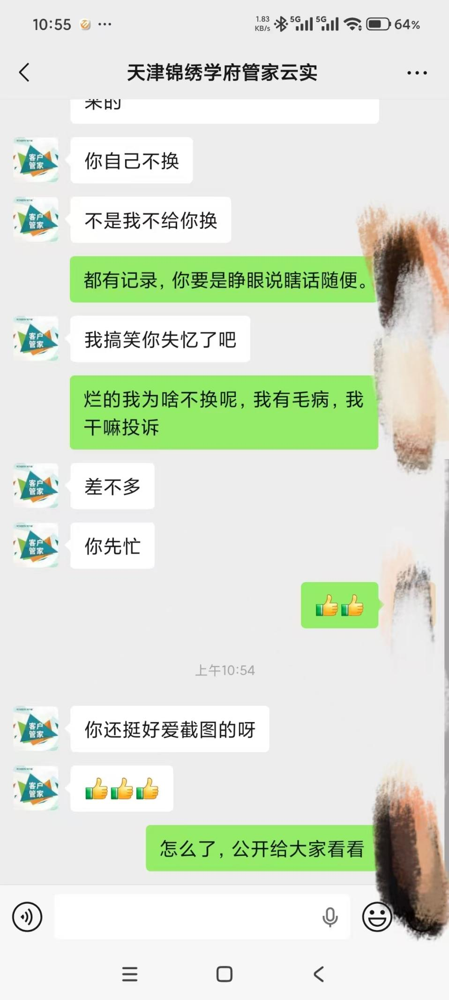 10:55
1.83
KB/s
5G
5G
64%
天津锦绣学府管家云实
来的
客户
管家
你自己不换
客户
管家
不是我不给你换
都有记录，你要是睁眼说瞎话随便。
客户
管家
我搞笑你失忆了吧
烂的我为啥不换呢，我有毛病，我
干嘛投诉
客户
管家
差不多
客户
管家
你先忙
👍👍
上午10:54
客户
管家
你还挺好爱截图的呀
客户
管家
👍👍👍
怎么了，公开给大家看看